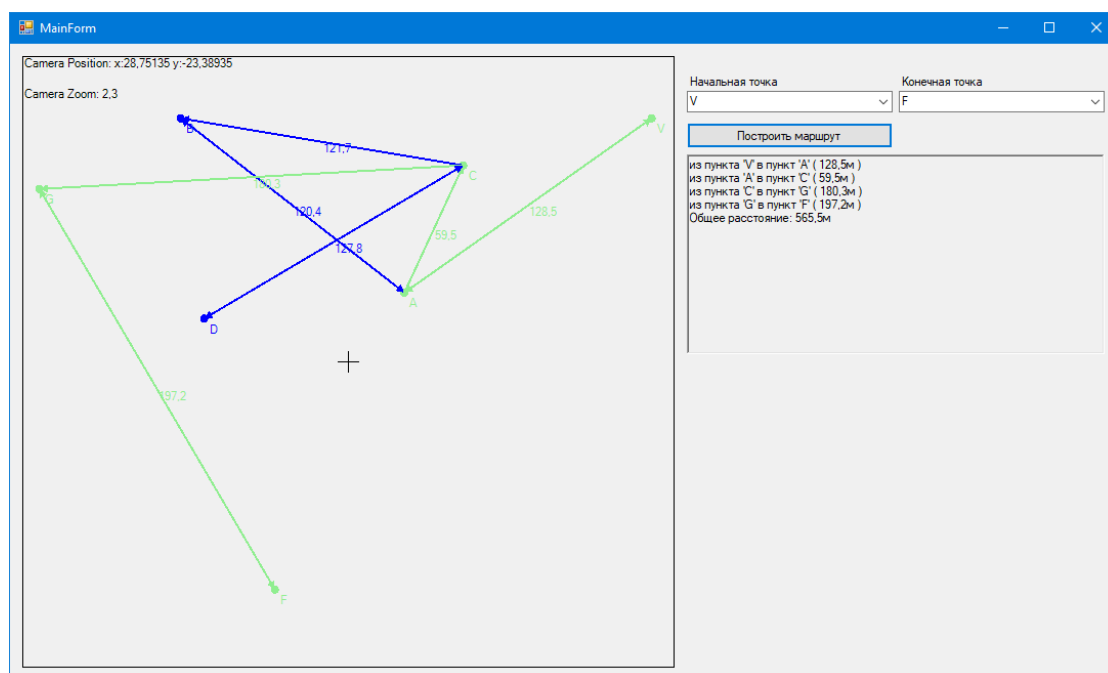 MainForm
Camera Position: x:28,75135 y:-23,38935
Camera Zoom: 2,3
B
V
121,7
C
180,3
G
120,4
128,5
59,5
127,8
A
D
197,2
F
Начальная точка
Конечная точка
V
F
Построить маршрут
из пункта 'V' в пункт 'A' ( 128,5м )
из пункта 'A' в пункт 'C' ( 59,5м )
из пункта 'C' в пункт 'G' ( 180,3м )
из пункта 'G' в пункт 'F' ( 197,2м )
Общее расстояние: 565,5м